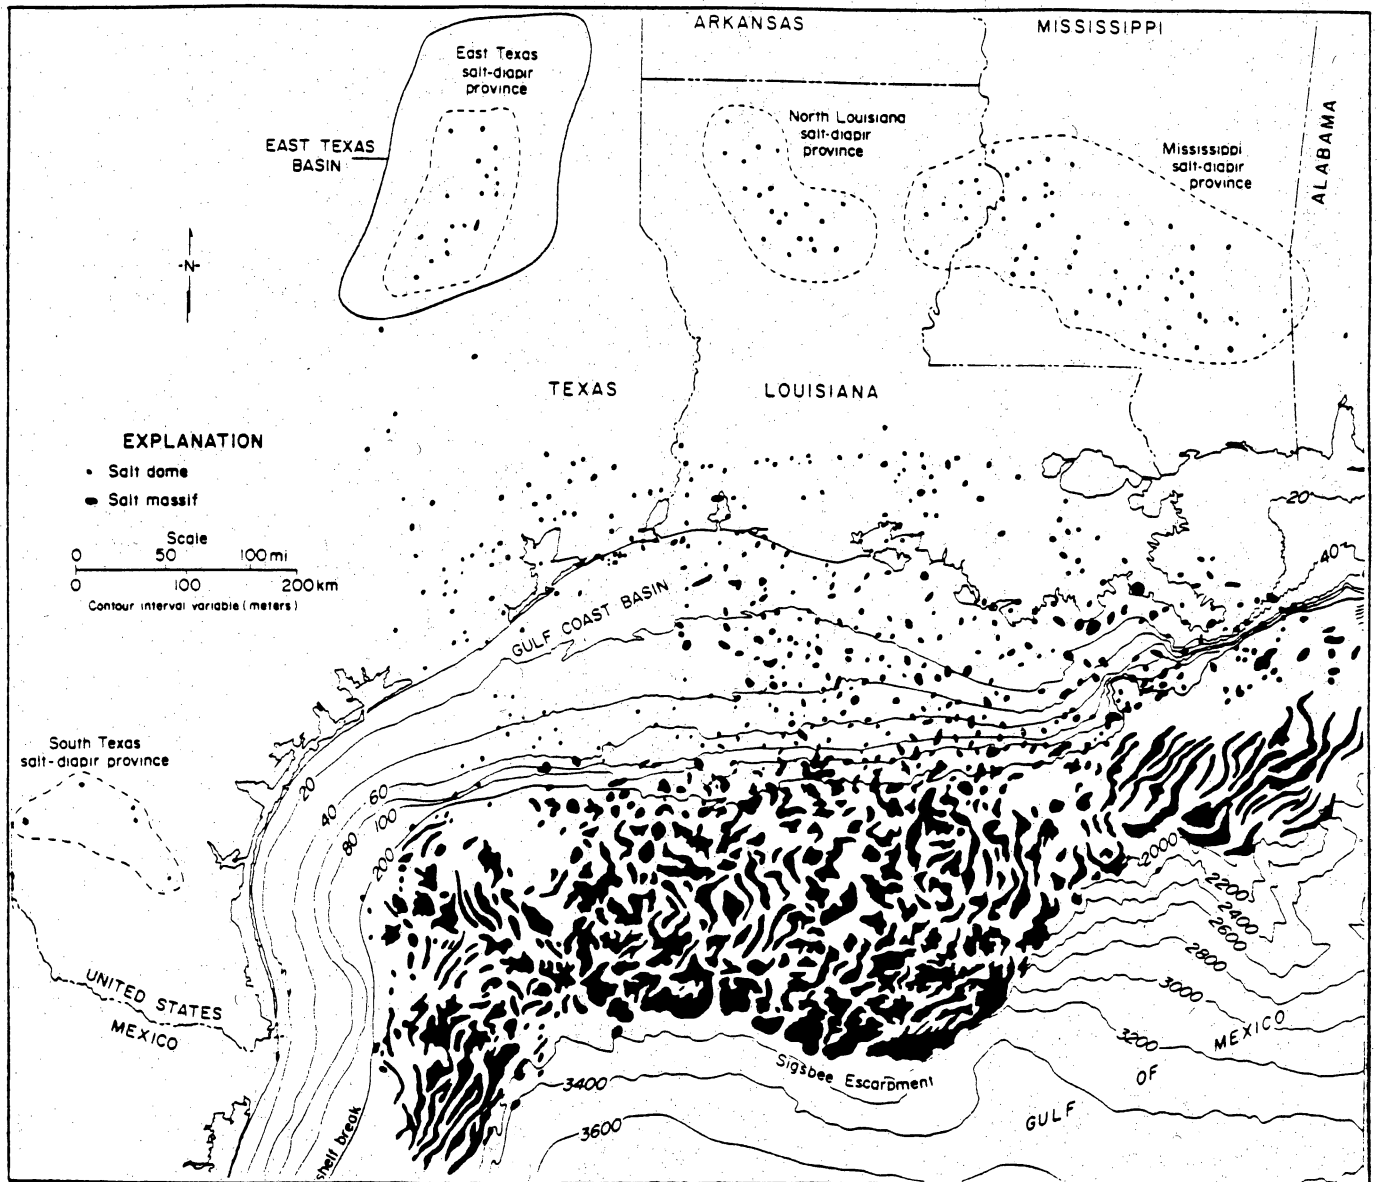 ARKANSAS
MISSISSIPPI
East Texas
salt-diapir
province
EAST TEXAS
BASIN
North Louisiana
salt-diapir
province
Mississippi
salt-diapir
province
ALABAMA
-N-
TEXAS
LOUISIANA
EXPLANATION
Salt dome
Salt massif
Scale
0 50 100 mi
0 100 200 km
Contour interval variable (meters)
20
40
GULF COAST BASIN
South Texas
salt-diapir province
20
40
60
80
100
200
2000
2200
2400
2600
2800
3000
3200
UNITED STATES
MEXICO
Sigsbee Escarpment
3400
3600
shelf break
GULF
OF
MEXICO